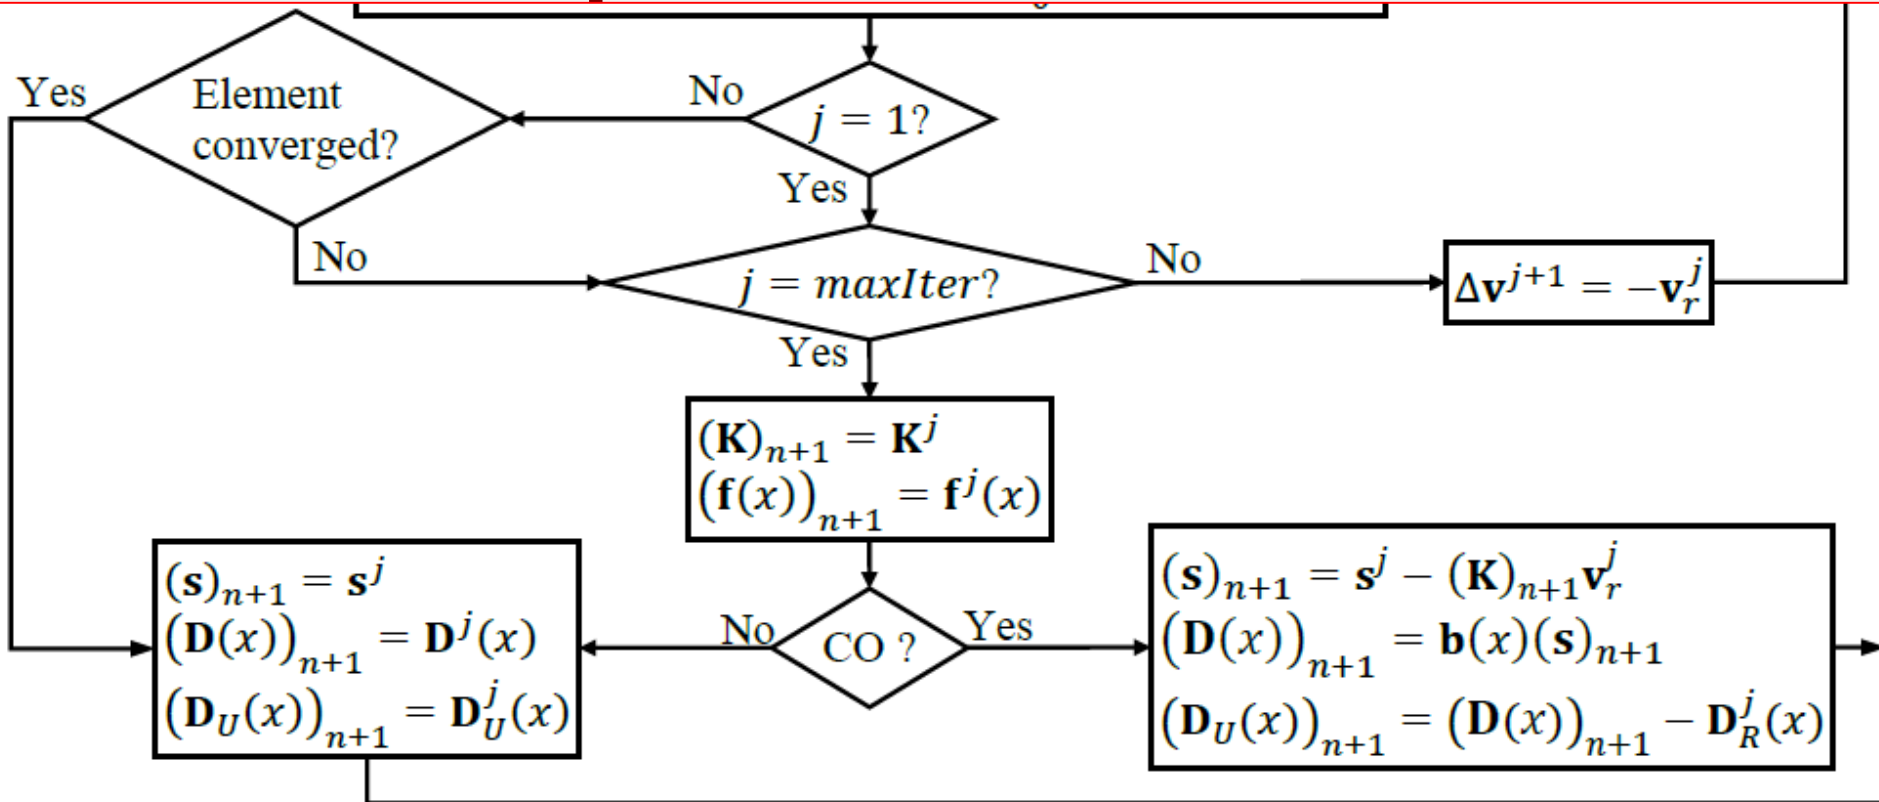 Yes
Element
converged?
No
j = 1?
Yes
No
j = maxIter?
No
Δv^{j+1} = −v_r^j
Yes
(K)_{n+1} = K^j
(f(x))_{n+1} = f^j(x)
(s)_{n+1} = s^j
(D(x))_{n+1} = D^j(x)
(D_U(x))_{n+1} = D_U^j(x)
No
CO ?
Yes
(s)_{n+1} = s^j − (K)_{n+1}v_r^j
(D(x))_{n+1} = b(x)(s)_{n+1}
(D_U(x))_{n+1} = (D(x))_{n+1} − D_R^j(x)